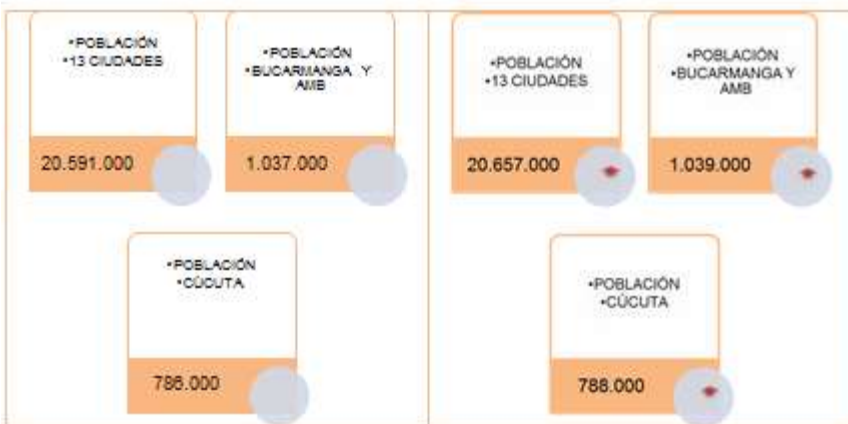 •POBLACIÓN
•13 CIUDADES
20.591.000
•POBLACIÓN
•BUCARMANGA Y
AMB
1.037.000
•POBLACIÓN
•CÚCUTA
786.000
•POBLACIÓN
•13 CIUDADES
20.657.000
•POBLACIÓN
•BUCARMANGA Y
AMB
1.039.000
•POBLACIÓN
•CÚCUTA
788.000